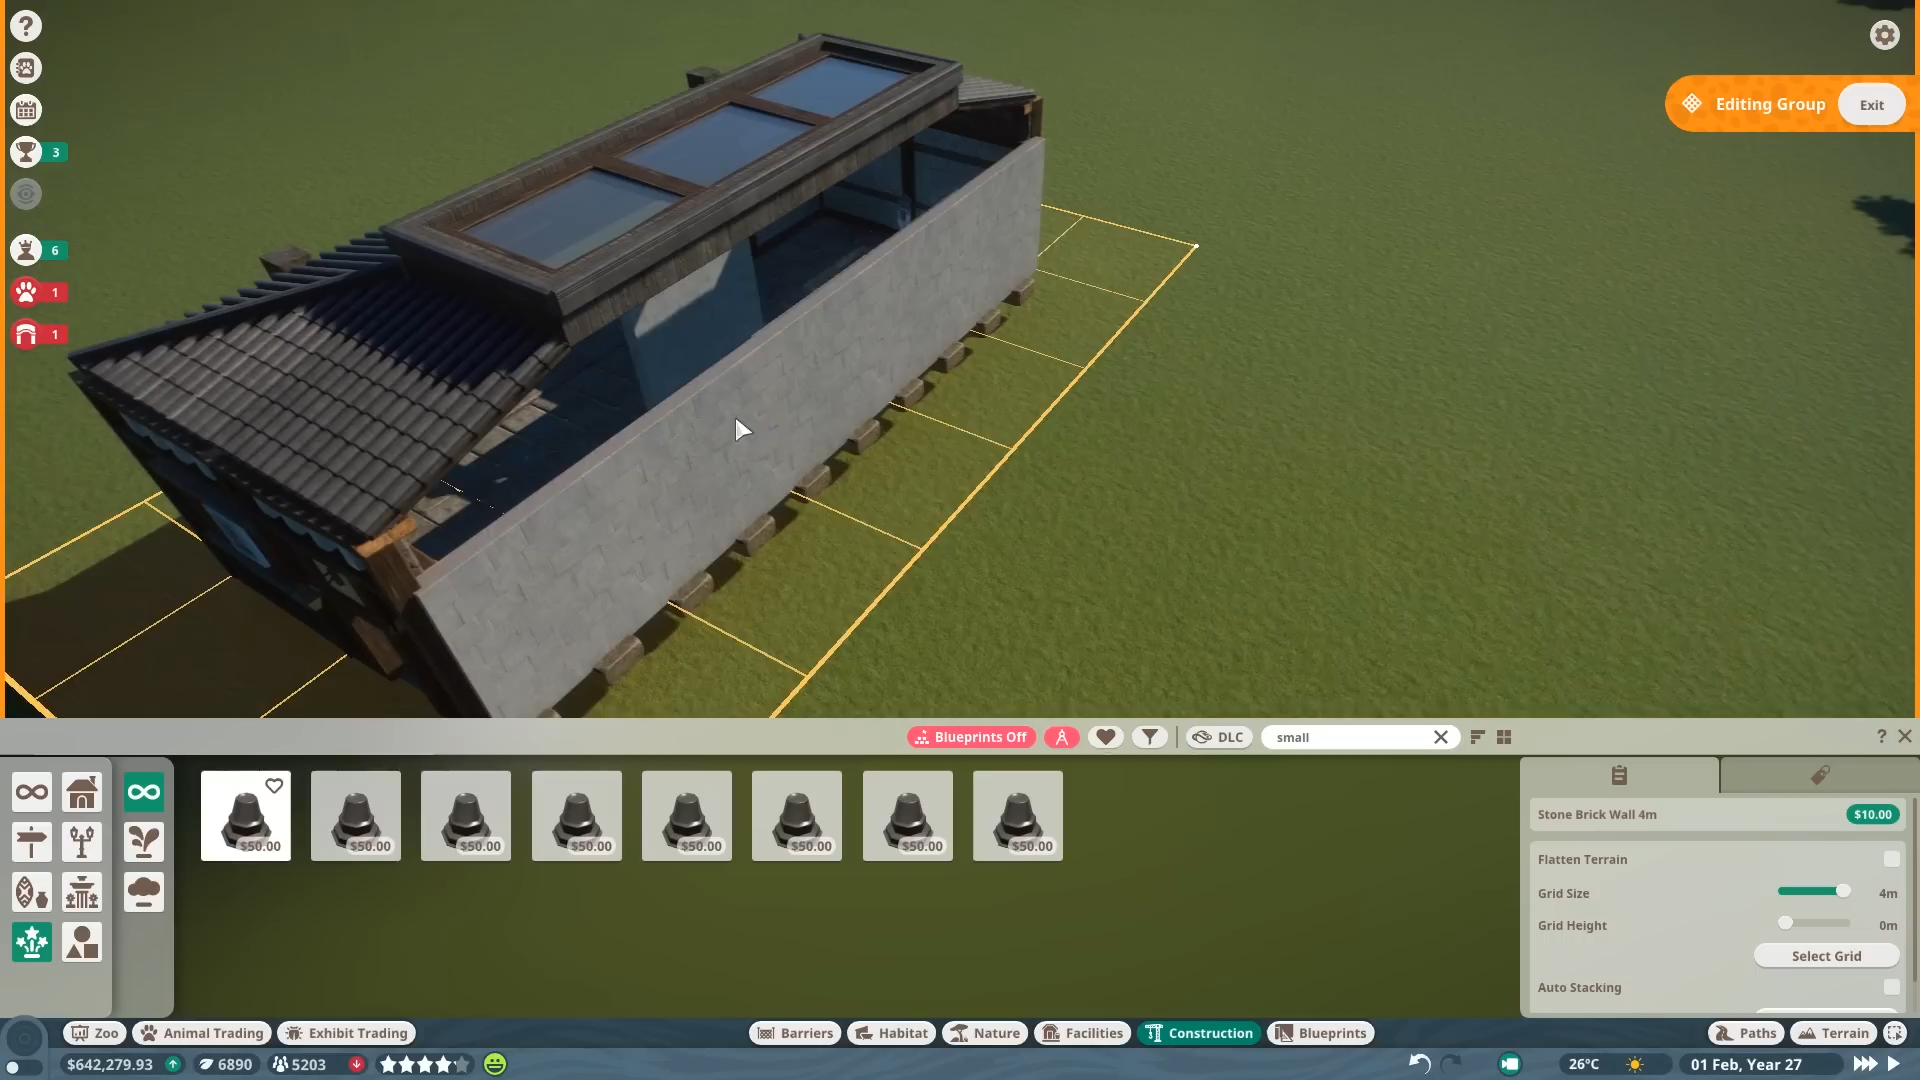 ?
3
6
1
1
Editing Group
Exit
Blueprints Off
DLC
small
?
$50.00
$50.00
$50.00
$50.00
$50.00
$50.00
$50.00
$50.00
Stone Brick Wall 4m
$10.00
Flatten Terrain
Grid Size
4m
Grid Height
0m
Select Grid
Auto Stacking
Zoo
Animal Trading
Exhibit Trading
Barriers
Habitat
Nature
Facilities
Construction
Blueprints
Paths
Terrain
$642,279.93
6890
5203
26°C
01 Feb, Year 27